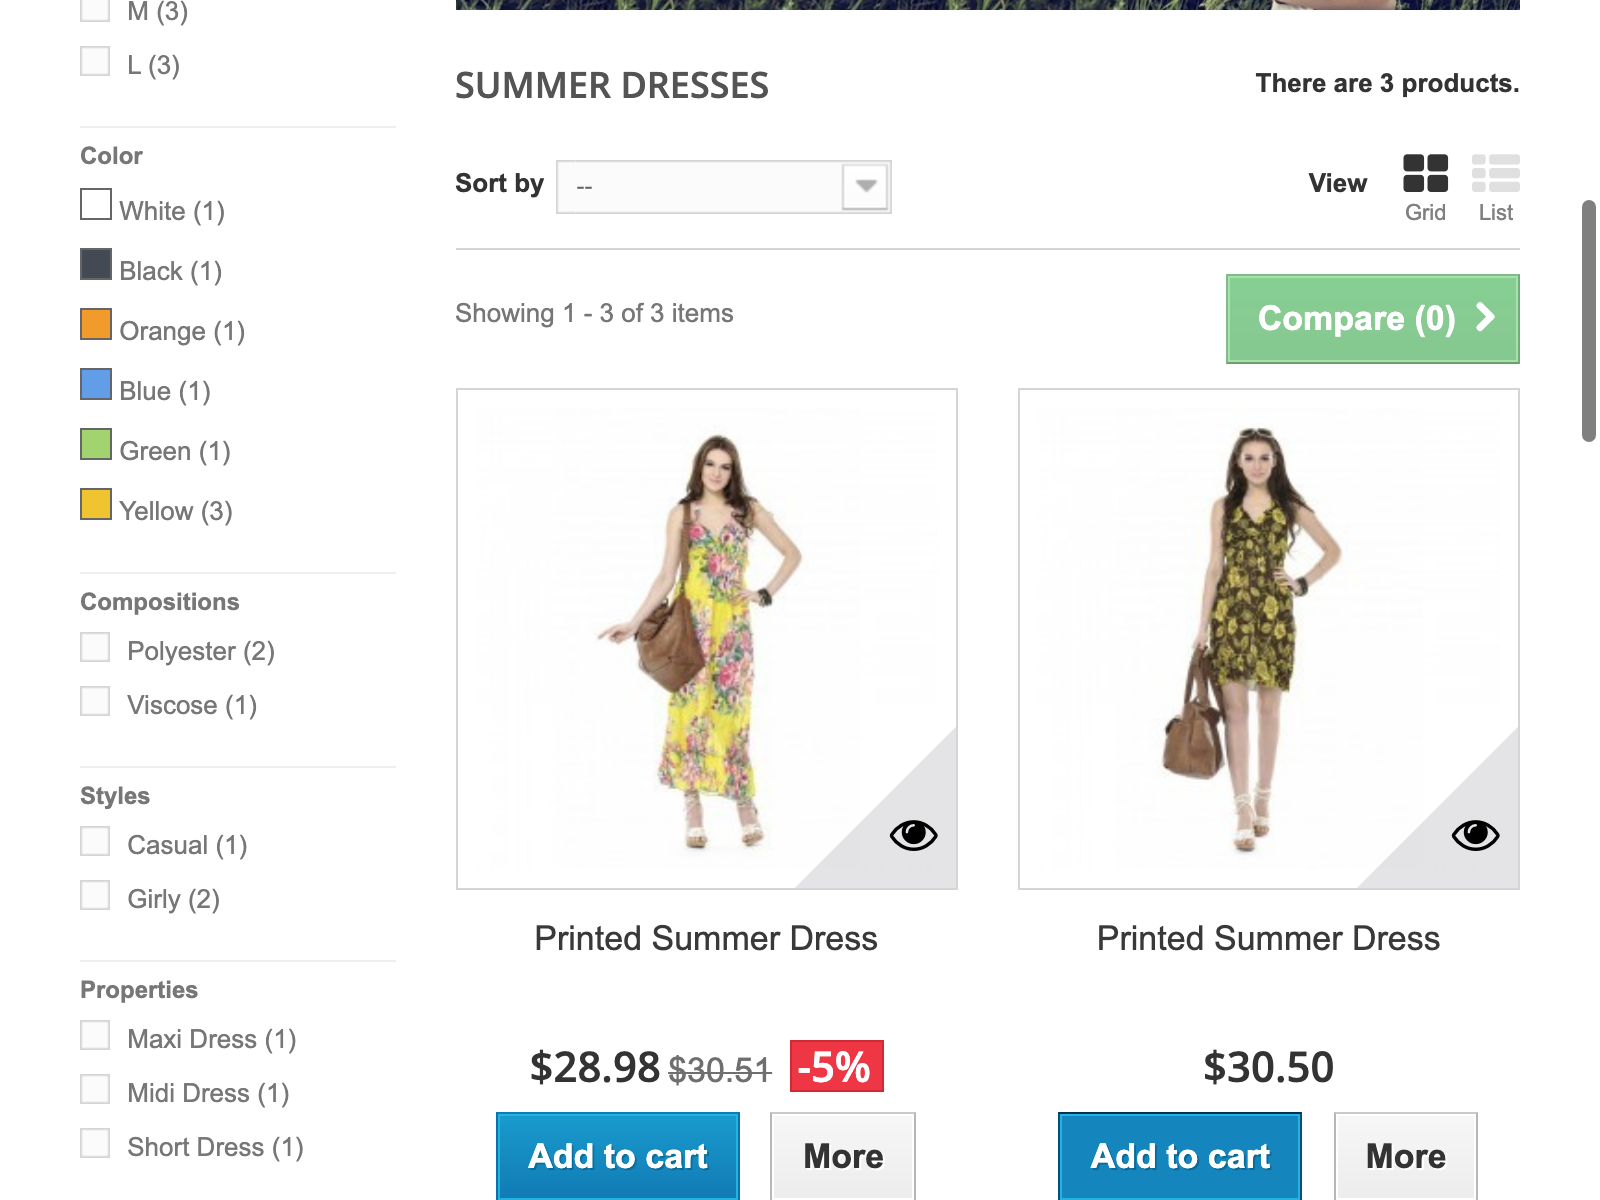 M (3)
L (3)
Color
White (1)
Black (1)
Orange (1)
Blue (1)
Green (1)
Yellow (3)
Compositions
Polyester (2)
Viscose (1)
Styles
Casual (1)
Girly (2)
Properties
Maxi Dress (1)
Midi Dress (1)
Short Dress (1)
SUMMER DRESSES
There are 3 products.
Sort by
--
View
Grid
List
Showing 1 - 3 of 3 items
Compare (0)
Printed Summer Dress
$28.98 $30.51 -5%
Add to cart
More
Printed Summer Dress
$30.50
Add to cart
More